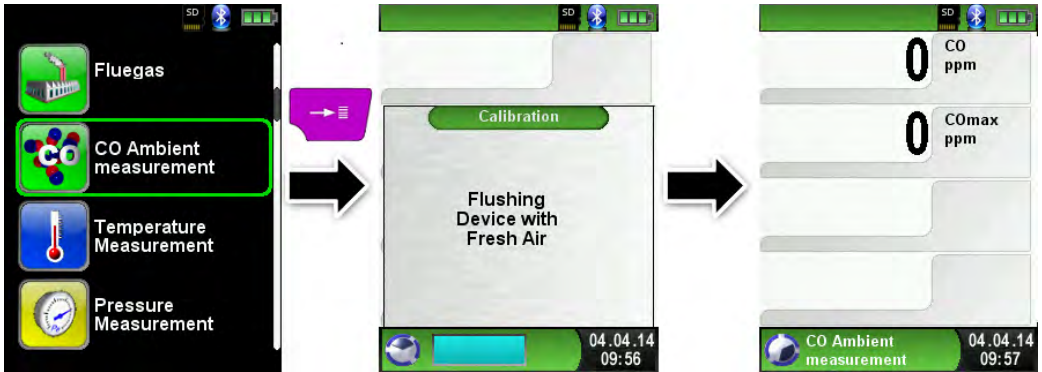 SD
Fluegas
CO
CO Ambient
measurement
Temperature
Measurement
Pressure
Measurement
SD
Calibration
Flushing
Device with
Fresh Air
04.04.14
09:56
SD
0 CO
ppm
0 COmax
ppm
CO Ambient
measurement
04.04.14
09:57